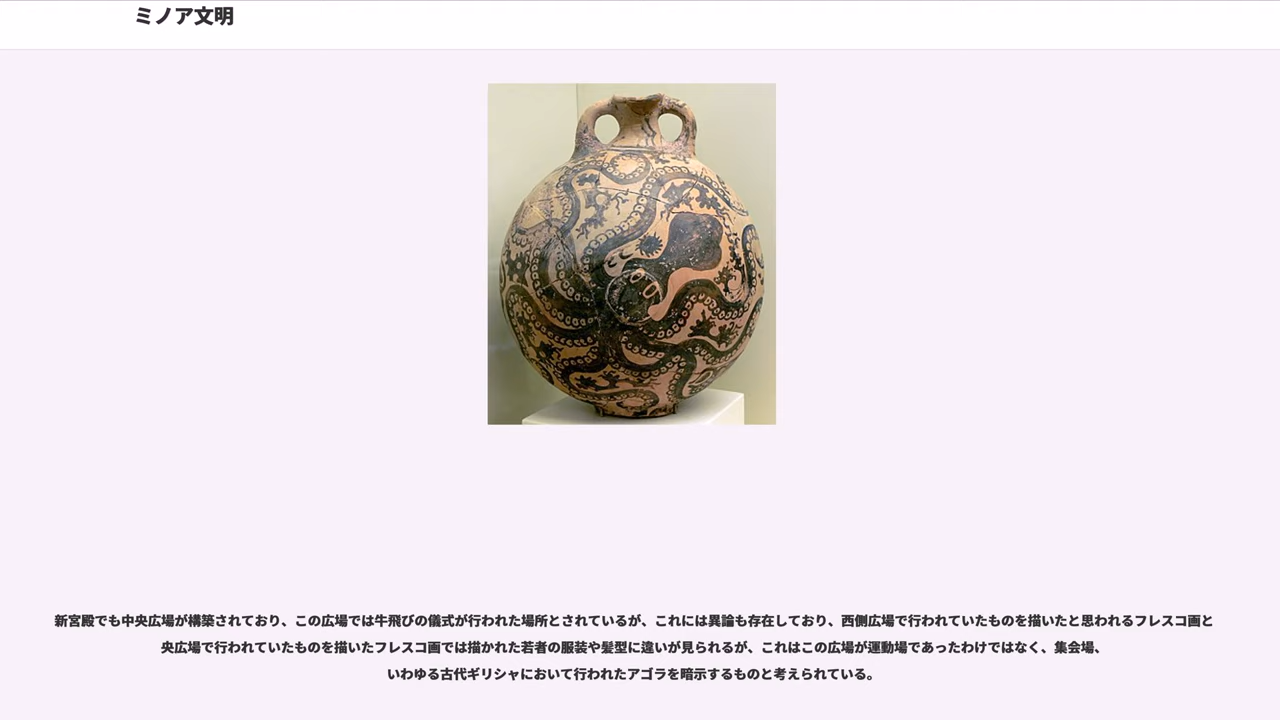 ミノア文明
新宮殿でも中央広場が構築されており、この広場では牛飛びの儀式が行われた場所とされているが、これには異論も存在しており、西側広場で行われていたものを描いたと思われるフレスコ画と
央広場で行われていたものを描いたフレスコ画では描かれた若者の服装や髪型に違いが見られるが、これはこの広場が運動場であったわけではなく、集会場、
いわゆる古代ギリシャにおいて行われたアゴラを暗示するものと考えられている。